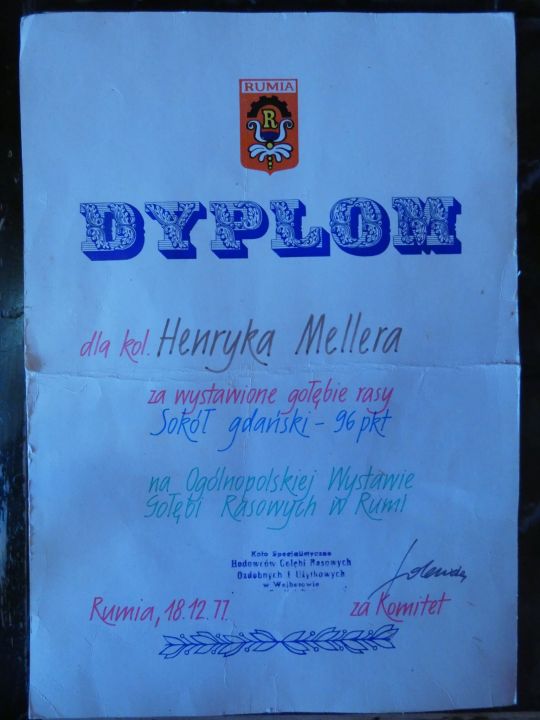 RUMIA
R
DYPLOM
dla kol. Henryka Mellera
za wystawione gołębie rasy
Sokół gdański - 96 pkt
na Ogólnopolskiej Wystawie
Gołębi Rasowych w Rumi
Koło Specjalistyczne
Hodowców Gołębi Rasowych
Ozdobnych i Użytkowych
w Wejherowie
Rumia, 18.12.77. za Komitet